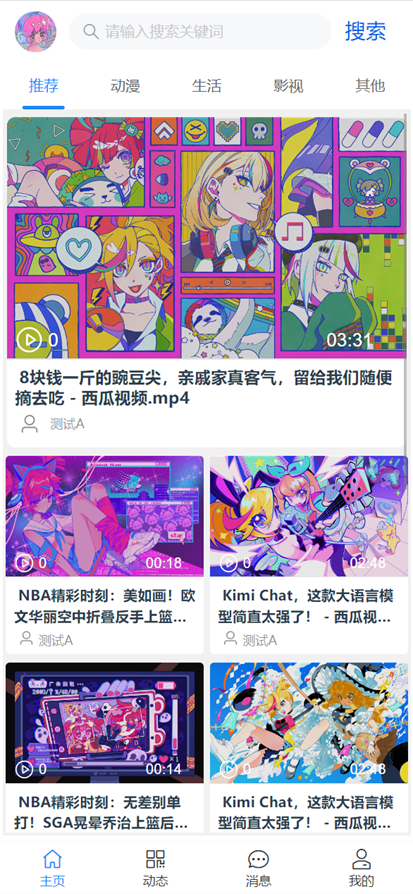 请输入搜索关键词
搜索
推荐 动漫 生活 影视 其他
0 03:31
8块钱一斤的豌豆尖，亲戚家真客气，留给我们随便
摘去吃 - 西瓜视频.mp4
测试A
0 00:18
NBA精彩时刻：美如画！欧
文华丽空中折叠反手上篮...
测试A
0 02:48
Kimi Chat，这款大语言模
型简直太强了！ - 西瓜视...
测试A
0 00:14
NBA精彩时刻：无差别单
打！SGA晃晕乔治上篮后...
0 02:48
Kimi Chat，这款大语言模
型简直太强了！ - 西瓜视...
主页 动态 消息 我的